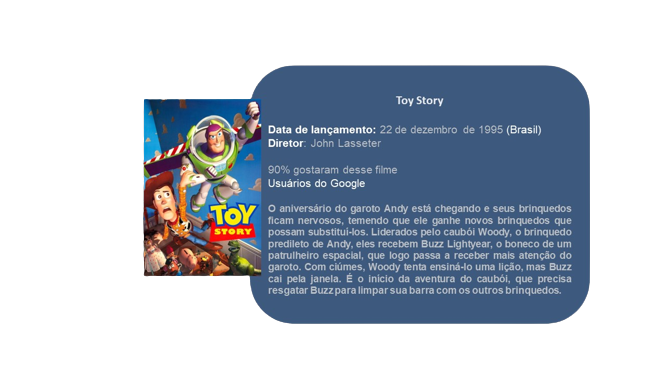 Toy Story
Data de lançamento: 22 de dezembro de 1995 (Brasil)
Diretor: John Lasseter
90% gostaram desse filme
Usuários do Google
O aniversário do garoto Andy está chegando e seus brinquedos
ficam nervosos, temendo que ele ganhe novos brinquedos que
possam substitui-los. Liderados pelo caubói Woody, o brinquedo
predileto de Andy, eles recebem Buzz Lightyear, o boneco de um
patrulheiro espacial, que logo passa a receber mais atenção do
garoto. Com ciúmes, Woody tenta ensiná-lo uma lição, mas Buzz
cai pela janela. É o início da aventura do caubói, que precisa
resgatar Buzz para limpar sua barra com os outros brinquedos.
TOY
STORY